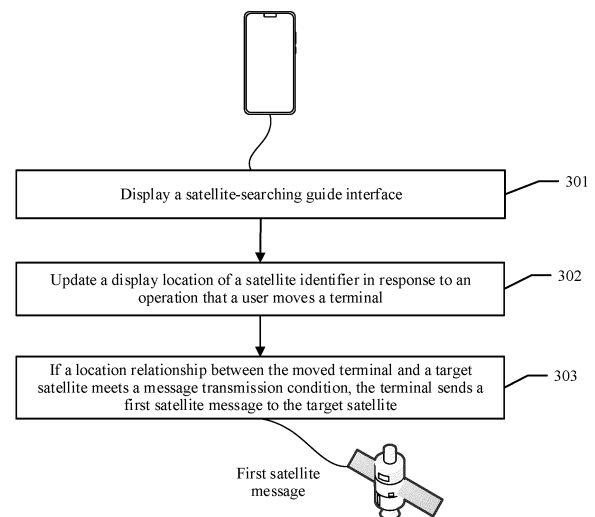 Display a satellite-searching guide interface
301
Update a display location of a satellite identifier in response to an
operation that a user moves a terminal
302
If a location relationship between the moved terminal and a target
satellite meets a message transmission condition, the terminal sends a
first satellite message to the target satellite
303
First satellite
message